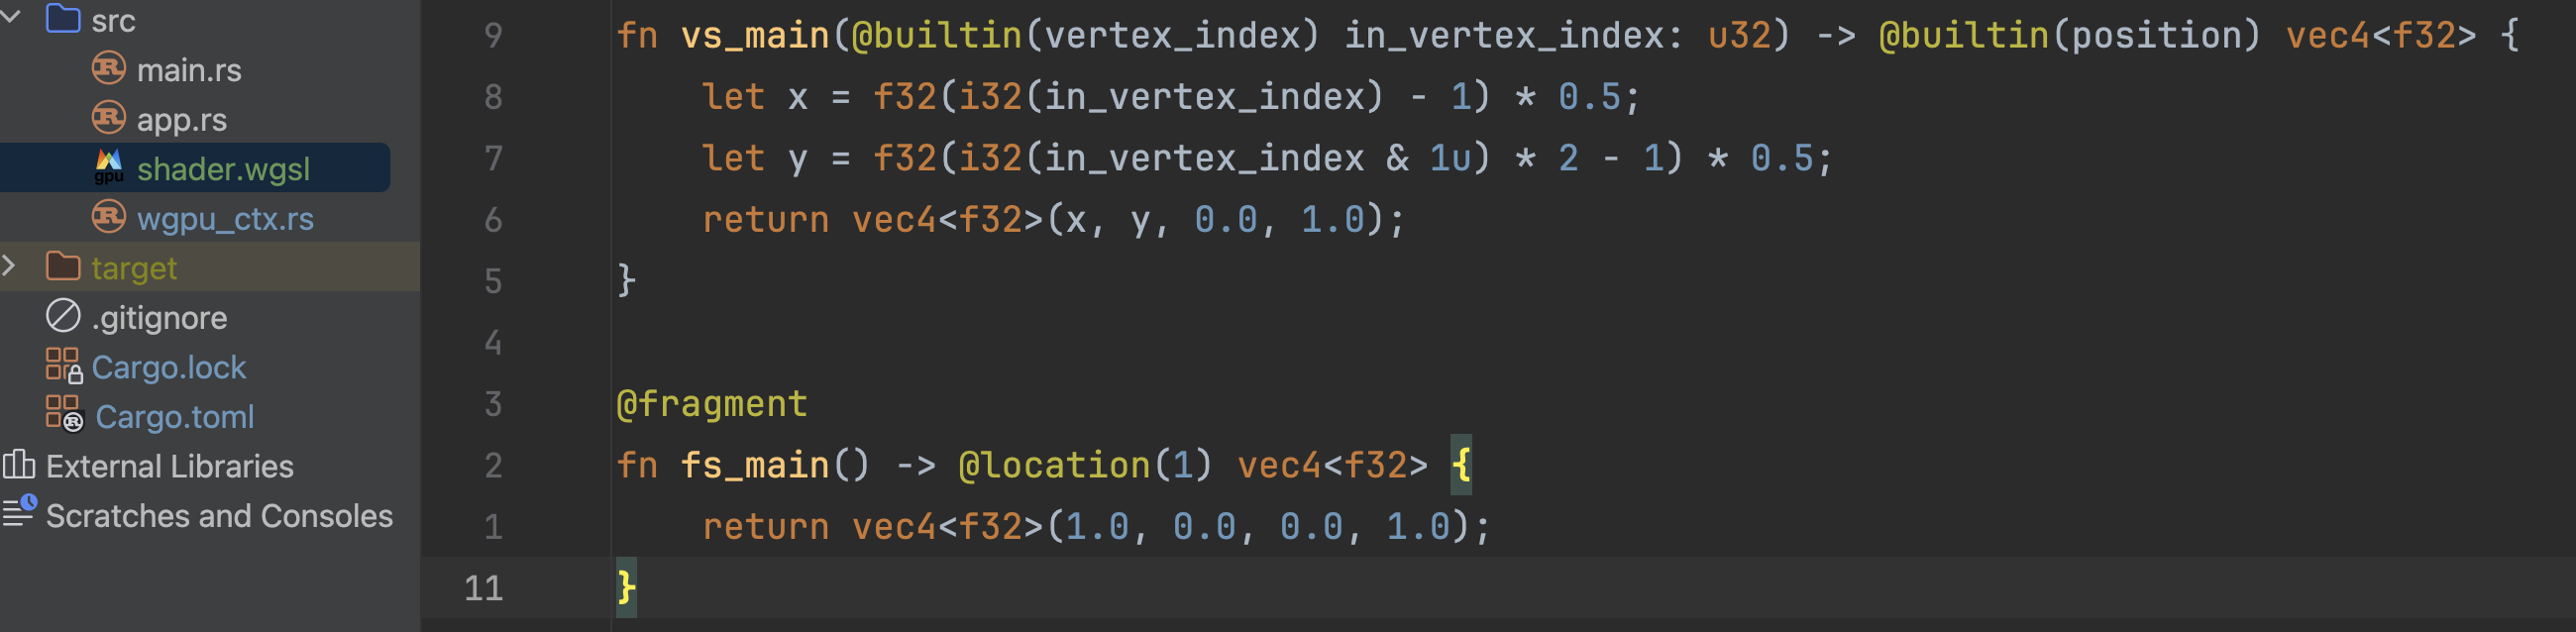 src
main.rs
app.rs
gpu shader.wgsl
wgpu_ctx.rs
target
.gitignore
Cargo.lock
Cargo.toml
External Libraries
Scratches and Consoles
9 fn vs_main(@builtin(vertex_index) in_vertex_index: u32) -> @builtin(position) vec4<f32> {
8     let x = f32(i32(in_vertex_index) - 1) * 0.5;
7     let y = f32(i32(in_vertex_index & 1u) * 2 - 1) * 0.5;
6     return vec4<f32>(x, y, 0.0, 1.0);
5 }
4
3 @fragment
2 fn fs_main() -> @location(1) vec4<f32> {
1     return vec4<f32>(1.0, 0.0, 0.0, 1.0);
11 }